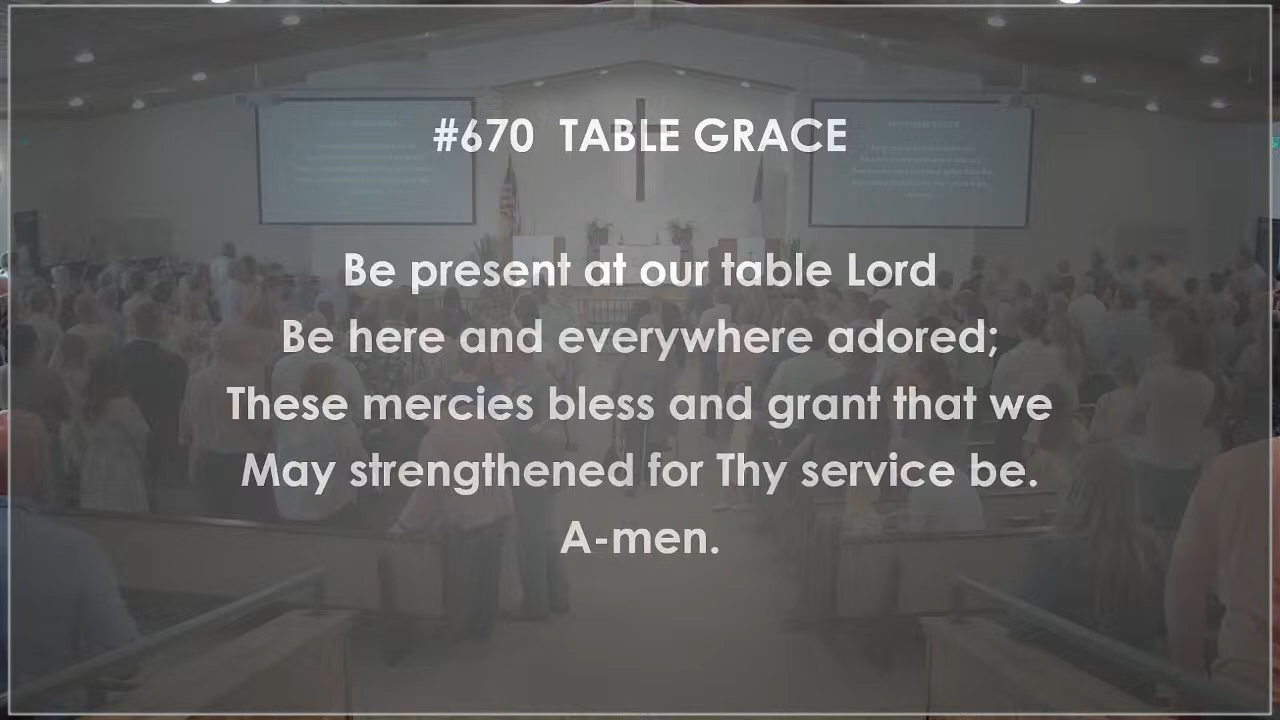 #670 TABLE GRACE
Be present at our table Lord
Be here and everywhere adored;
These mercies bless and grant that we
May strengthened for Thy service be.
A-men.